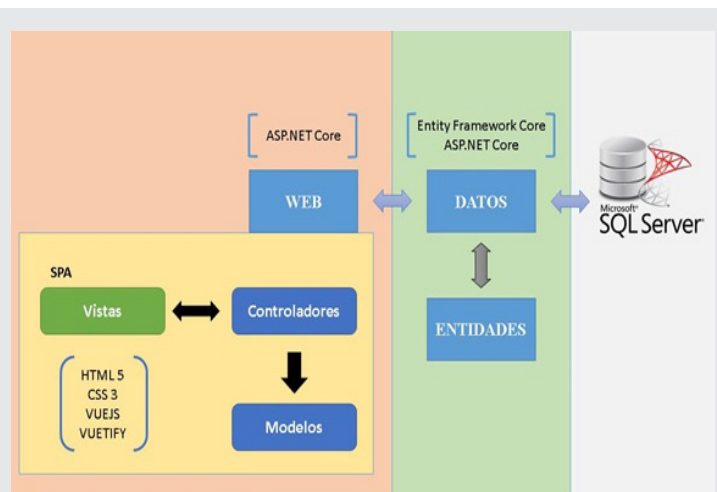 ASP.NET Core
Entity Framework Core
ASP.NET Core
WEB
DATOS
Microsoft®
SQL Server®
SPA
Vistas
Controladores
ENTIDADES
HTML 5
CSS 3
VUEJS
VUETIFY
Modelos